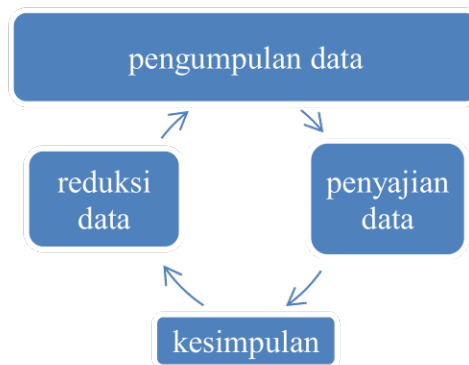 pengumpulan data
reduksi
data
penyajian
data
kesimpulan